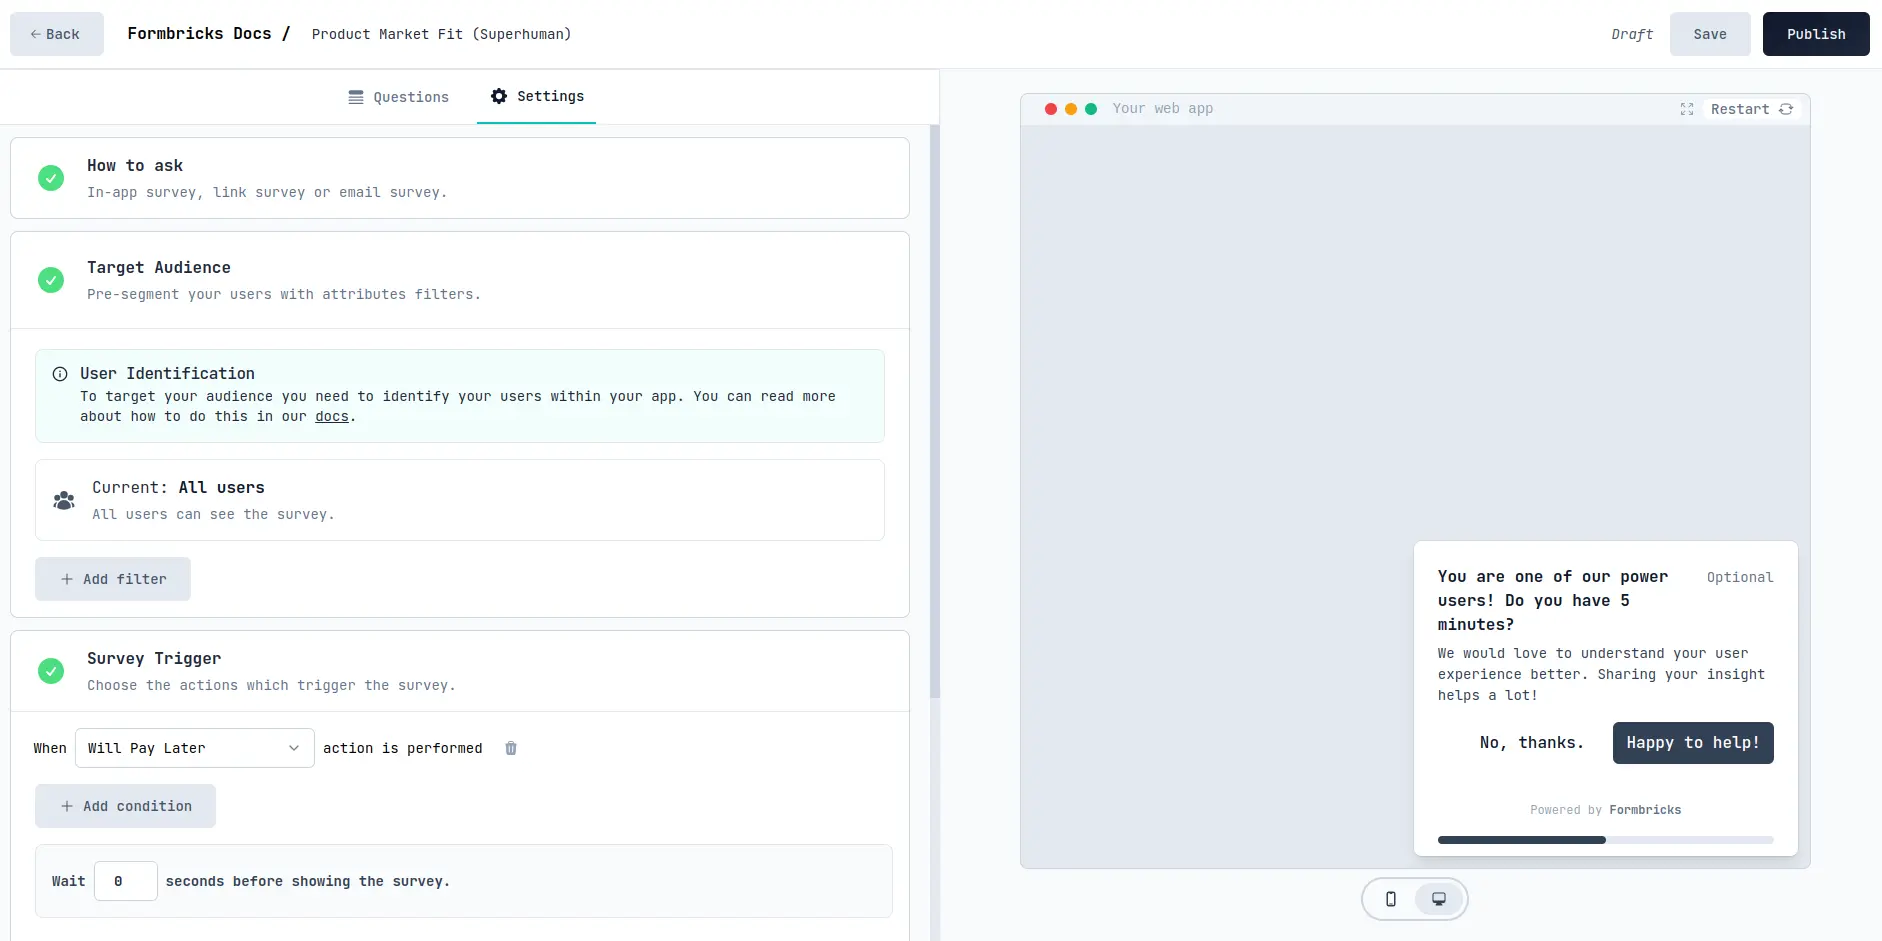 Back
Formbricks Docs /
Product Market Fit (Superhuman)
Draft
Save
Publish
Questions
Settings
How to ask
In-app survey, link survey or email survey.
Target Audience
Pre-segment your users with attributes filters.
User Identification
To target your audience you need to identify your users within your app. You can read more
about how to do this in our docs.
Current: All users
All users can see the survey.
+ Add filter
Survey Trigger
Choose the actions which trigger the survey.
When Will Pay Later action is performed
+ Add condition
Wait 0 seconds before showing the survey.
Your web app
Restart
You are one of our power
users! Do you have 5
minutes?
Optional
We would love to understand your user
experience better. Sharing your insight
helps a lot!
No, thanks.
Happy to help!
Powered by Formbricks